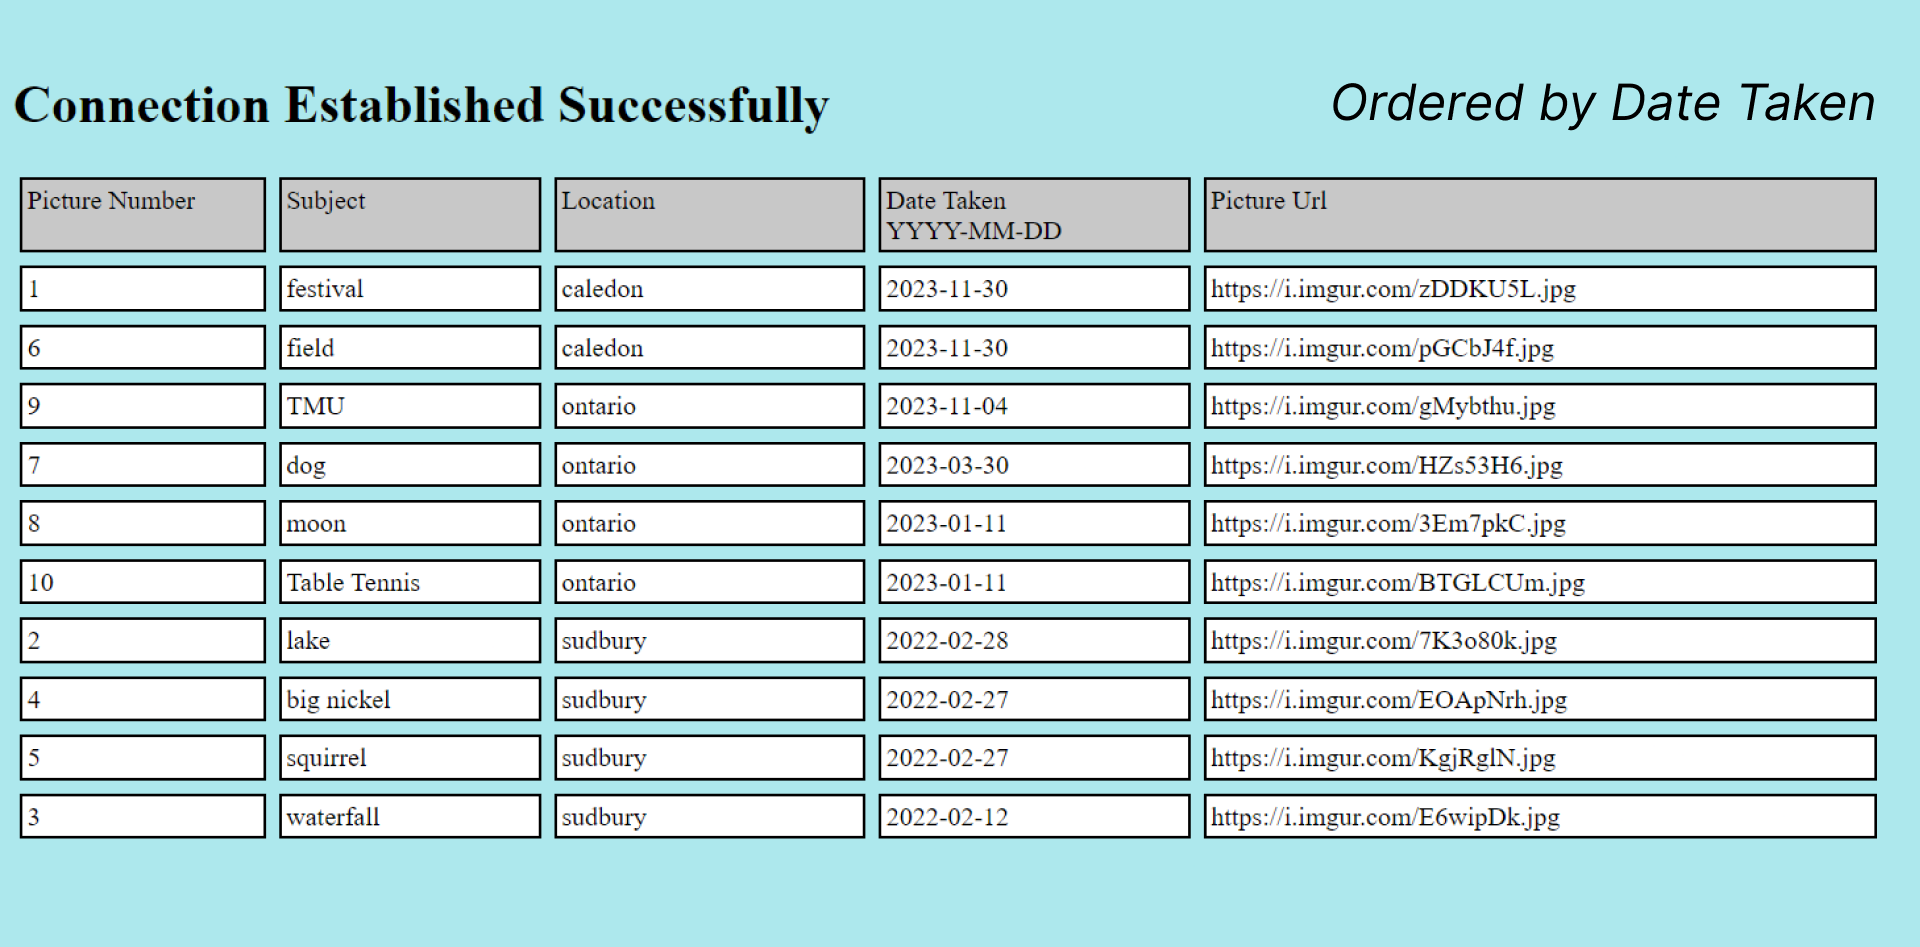 Connection Established Successfully
Ordered by Date Taken
Picture Number Subject Location Date Taken YYYY-MM-DD Picture Url
1 festival caledon 2023-11-30 https://i.imgur.com/zDDKU5L.jpg
6 field caledon 2023-11-30 https://i.imgur.com/pGCbJ4f.jpg
9 TMU ontario 2023-11-04 https://i.imgur.com/gMybthu.jpg
7 dog ontario 2023-03-30 https://i.imgur.com/HZs53H6.jpg
8 moon ontario 2023-01-11 https://i.imgur.com/3Em7pkC.jpg
10 Table Tennis ontario 2023-01-11 https://i.imgur.com/BTGLCUm.jpg
2 lake sudbury 2022-02-28 https://i.imgur.com/7K3o80k.jpg
4 big nickel sudbury 2022-02-27 https://i.imgur.com/EOApNrh.jpg
5 squirrel sudbury 2022-02-27 https://i.imgur.com/KgjRglN.jpg
3 waterfall sudbury 2022-02-12 https://i.imgur.com/E6wipDk.jpg